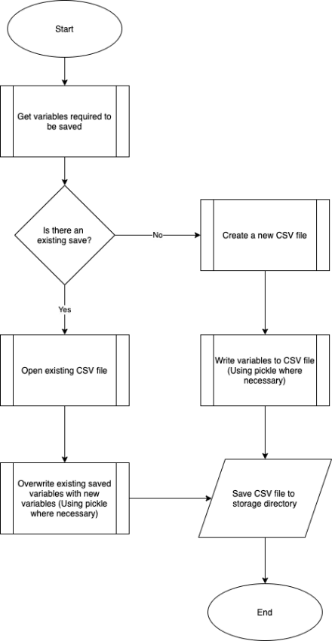 Start
Get variables required to
be saved
Is there an
existing save?
No
Create a new CSV file
Yes
Open existing CSV file
Write variables to CSV file
(Using pickle where
necessary)
Overwrite existing saved
variables with new
variables (Using pickle
where necessary)
Save CSV file to
storage directory
End